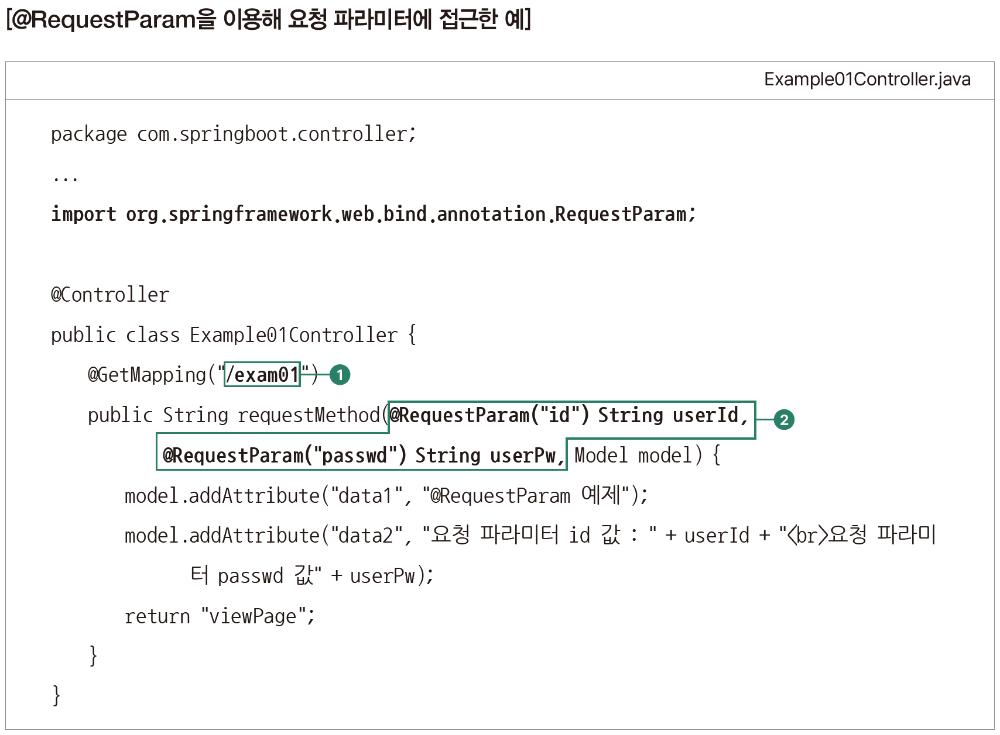 [@RequestParam을 이용해 요청 파라미터에 접근한 예]
Example01Controller.java
package com.springboot.controller;
...
import org.springframework.web.bind.annotation.RequestParam;
@Controller
public class Example01Controller {
@GetMapping("/exam01") 1
public String requestMethod(@RequestParam("id") String userId, 2
@RequestParam("passwd") String userPw, Model model) {
model.addAttribute("data1", "@RequestParam 예제");
model.addAttribute("data2", "요청 파라미터 id 값 : " + userId + "<br>요청 파라미
터 passwd 값" + userPw);
return "viewPage";
}
}